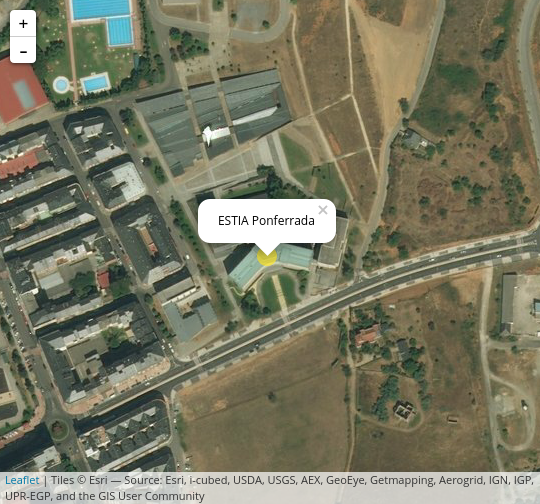 +
-
ESTIA Ponferrada
×
Leaflet | Tiles © Esri — Source: Esri, i-cubed, USDA, USGS, AEX, GeoEye, Getmapping, Aerogrid, IGN, IGP,
UPR-EGP, and the GIS User Community